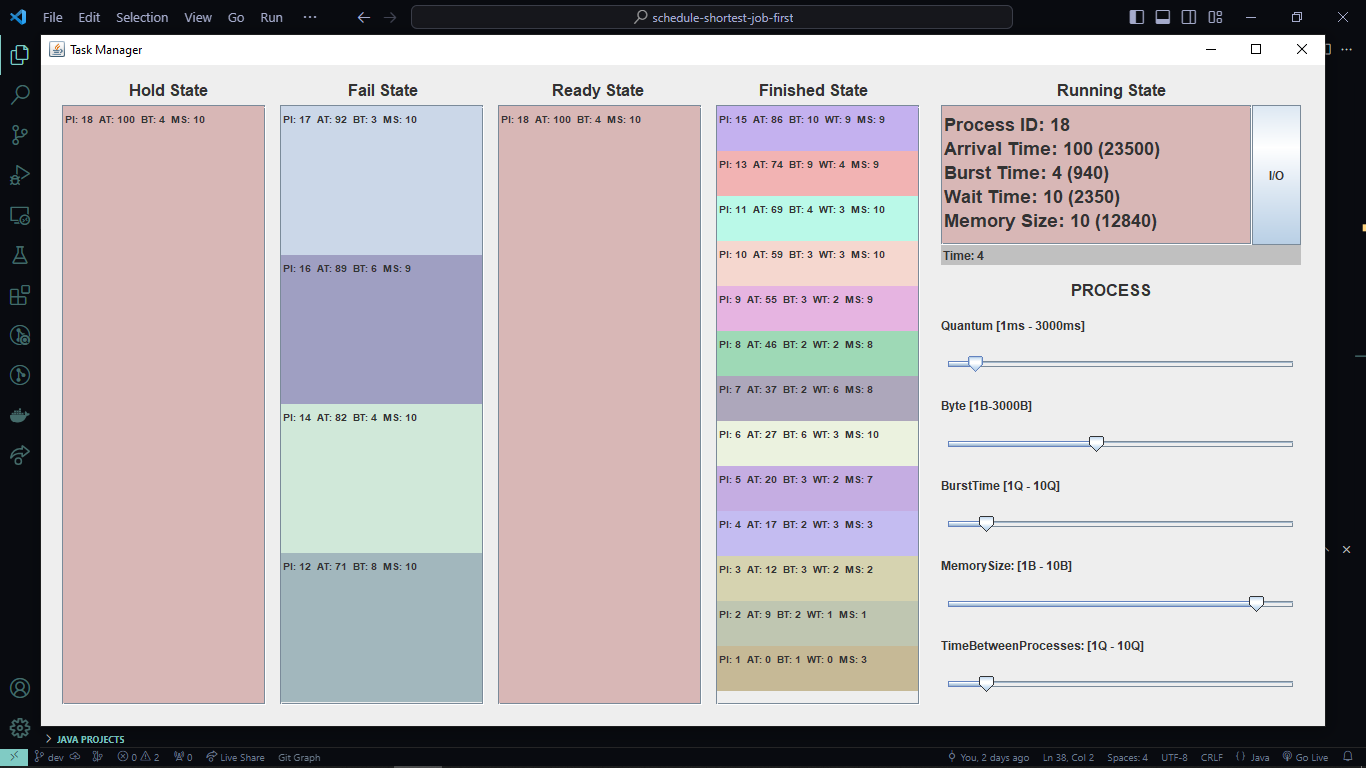 File Edit Selection View Go Run ···
schedule-shortest-job-first
Task Manager
Hold State
PI: 18 AT: 100 BT: 4 MS: 10
Fail State
PI: 17 AT: 92 BT: 3 MS: 10
PI: 16 AT: 89 BT: 6 MS: 9
PI: 14 AT: 82 BT: 4 MS: 10
PI: 12 AT: 71 BT: 8 MS: 10
Ready State
PI: 18 AT: 100 BT: 4 MS: 10
Finished State
PI: 15 AT: 86 BT: 10 WT: 9 MS: 9
PI: 13 AT: 74 BT: 9 WT: 4 MS: 9
PI: 11 AT: 69 BT: 4 WT: 3 MS: 10
PI: 10 AT: 59 BT: 3 WT: 3 MS: 10
PI: 9 AT: 55 BT: 3 WT: 2 MS: 9
PI: 8 AT: 46 BT: 2 WT: 2 MS: 8
PI: 7 AT: 37 BT: 2 WT: 6 MS: 8
PI: 6 AT: 27 BT: 6 WT: 3 MS: 10
PI: 5 AT: 20 BT: 3 WT: 2 MS: 7
PI: 4 AT: 17 BT: 2 WT: 3 MS: 3
PI: 3 AT: 12 BT: 3 WT: 2 MS: 2
PI: 2 AT: 9 BT: 2 WT: 1 MS: 1
PI: 1 AT: 0 BT: 1 WT: 0 MS: 3
Running State
Process ID: 18
Arrival Time: 100 (23500)
Burst Time: 4 (940)
Wait Time: 10 (2350)
Memory Size: 10 (12840)
I/O
Time: 4
PROCESS
Quantum [1ms - 3000ms]
Byte [1B-3000B]
BurstTime [1Q - 10Q]
MemorySize: [1B - 10B]
TimeBetweenProcesses: [1Q - 10Q]
JAVA PROJECTS
dev 0 2 0 Live Share Git Graph You, 2 days ago Ln 38, Col 2 Spaces: 4 UTF-8 CRLF { } Java Go Live